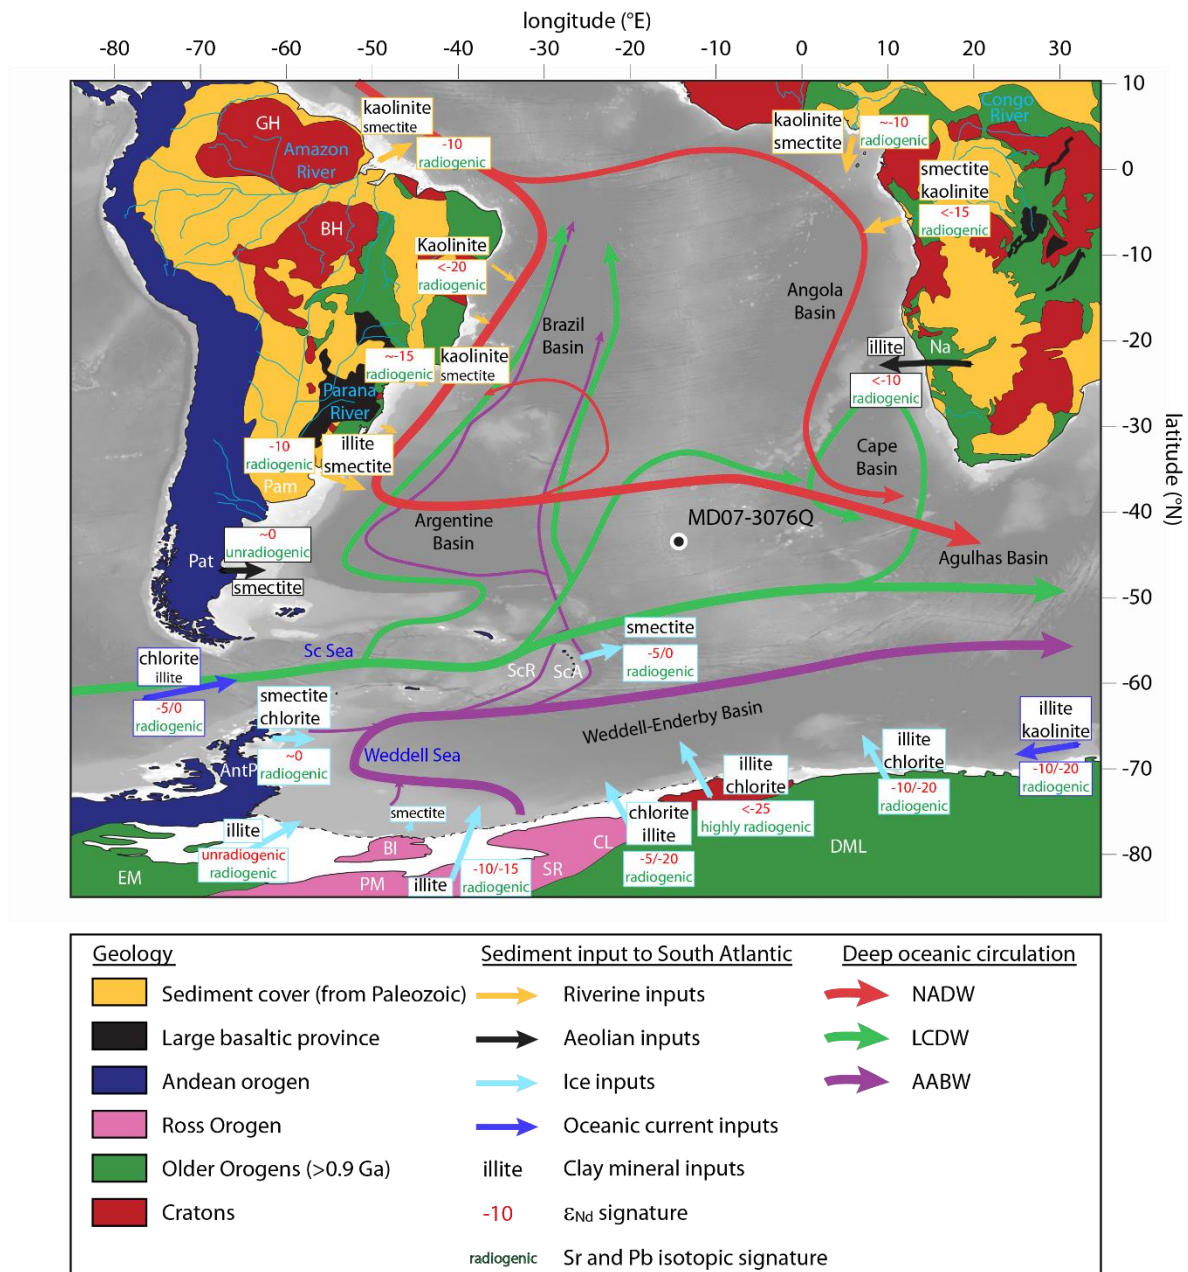 longitude (°E)
-80 -70 -60 -50 -40 -30 -20 -10 0 10 20 30
10
0
-10
-20
-30
-40
-50
-60
-70
-80
latitude (°N)
GH
Amazon
River
kaolinite
smectite
-10
radiogenic
BH
Kaolinite
<-20
radiogenic
~-15
radiogenic
kaolinite
smectite
Parana
River
-10
radiogenic
illite
smectite
Pam
~0
unradiogenic
Pat
smectite
Brazil
Basin
Argentine
Basin
kaolinite
smectite
~-10
radiogenic
Congo
River
smectite
kaolinite
<-15
radiogenic
Angola
Basin
illite
Na
<-10
radiogenic
Cape
Basin
MD07-3076Q
Agulhas Basin
Sc Sea
chlorite
illite
-5/0
radiogenic
ScR
ScA
smectite
-5/0
radiogenic
smectite
chlorite
~0
radiogenic
AntP
Weddell Sea
Weddell-Enderby Basin
illite
kaolinite
-10/-20
radiogenic
illite
chlorite
-10/-20
radiogenic
illite
chlorite
<-25
highly radiogenic
chlorite
illite
-5/-20
radiogenic
smectite
illite
unradiogenic
radiogenic
EM
BI
PM
illite
-10/-15
radiogenic
SR
CL
DML
Geology
Sediment cover (from Paleozoic)
Large basaltic province
Andean orogen
Ross Orogen
Older Orogens (>0.9 Ga)
Cratons
Sediment input to South Atlantic
Riverine inputs
Aeolian inputs
Ice inputs
Oceanic current inputs
illite Clay mineral inputs
-10 εNd signature
radiogenic Sr and Pb isotopic signature
Deep oceanic circulation
NADW
LCDW
AABW